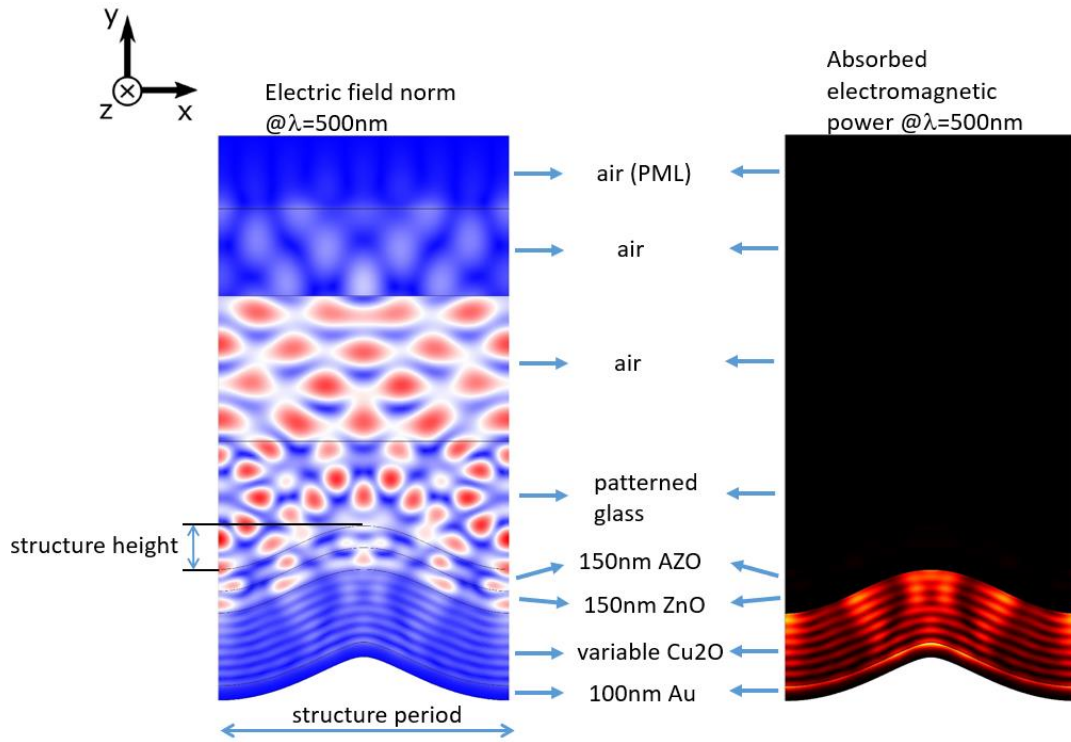 y
z
x
Electric field norm
@λ=500nm
Absorbed
electromagnetic
power @λ=500nm
air (PML)
air
air
patterned
glass
structure height
150nm AZO
150nm ZnO
variable Cu2O
100nm Au
structure period